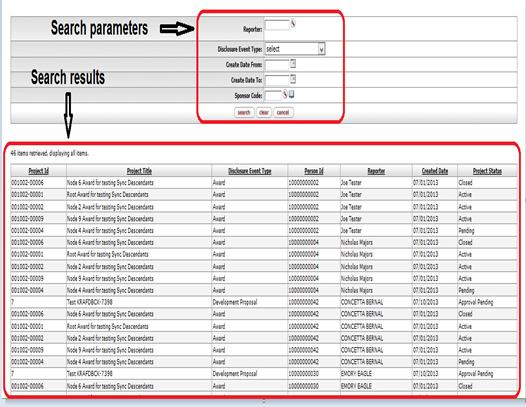 Search parameters
Reporter:
Disclosure Event Type: select
Create Date From:
Create Date To:
Sponsor Code:
search clear cancel
Search results
46 items retrieved, displaying all items.
Project Id Project Title Disclosure Event Type Person Id Reporter Created Date Project Status
001002-00006 Node 6 Award for testing Sync Descendants Award 10000000002 Joe Tester 07/01/2013 Closed
001002-00001 Root Award for testing Sync Descendants Award 10000000002 Joe Tester 07/01/2013 Active
001002-00002 Node 2 Award for testing Sync Descendants Award 10000000002 Joe Tester 07/01/2013 Active
001002-00009 Node 9 Award for testing Sync Descendants Award 10000000002 Joe Tester 07/01/2013 Active
001002-00004 Node 4 Award for testing Sync Descendants Award 10000000002 Joe Tester 07/01/2013 Pending
001002-00006 Node 6 Award for testing Sync Descendants Award 10000000004 Nicholas Majors 07/01/2013 Closed
001002-00001 Root Award for testing Sync Descendants Award 10000000004 Nicholas Majors 07/01/2013 Active
001002-00002 Node 2 Award for testing Sync Descendants Award 10000000004 Nicholas Majors 07/01/2013 Active
001002-00009 Node 9 Award for testing Sync Descendants Award 10000000004 Nicholas Majors 07/01/2013 Active
001002-00004 Node 4 Award for testing Sync Descendants Award 10000000004 Nicholas Majors 07/01/2013 Pending
7 Test KRAFDBCK-7398 Development Proposal 10000000042 CONCETTA BERNAL 07/10/2013 Approval Pending
001002-00006 Node 6 Award for testing Sync Descendants Award 10000000042 CONCETTA BERNAL 07/01/2013 Closed
001002-00001 Root Award for testing Sync Descendants Award 10000000042 CONCETTA BERNAL 07/01/2013 Active
001002-00002 Node 2 Award for testing Sync Descendants Award 10000000042 CONCETTA BERNAL 07/01/2013 Active
001002-00009 Node 9 Award for testing Sync Descendants Award 10000000042 CONCETTA BERNAL 07/01/2013 Active
001002-00004 Node 4 Award for testing Sync Descendants Award 10000000042 CONCETTA BERNAL 07/01/2013 Pending
7 Test KRAFDBCK-7398 Development Proposal 10000000030 EMORY EAGLE 07/10/2013 Approval Pending
001002-00006 Node 6 Award for testing Sync Descendants Award 10000000030 EMORY EAGLE 07/01/2013 Closed